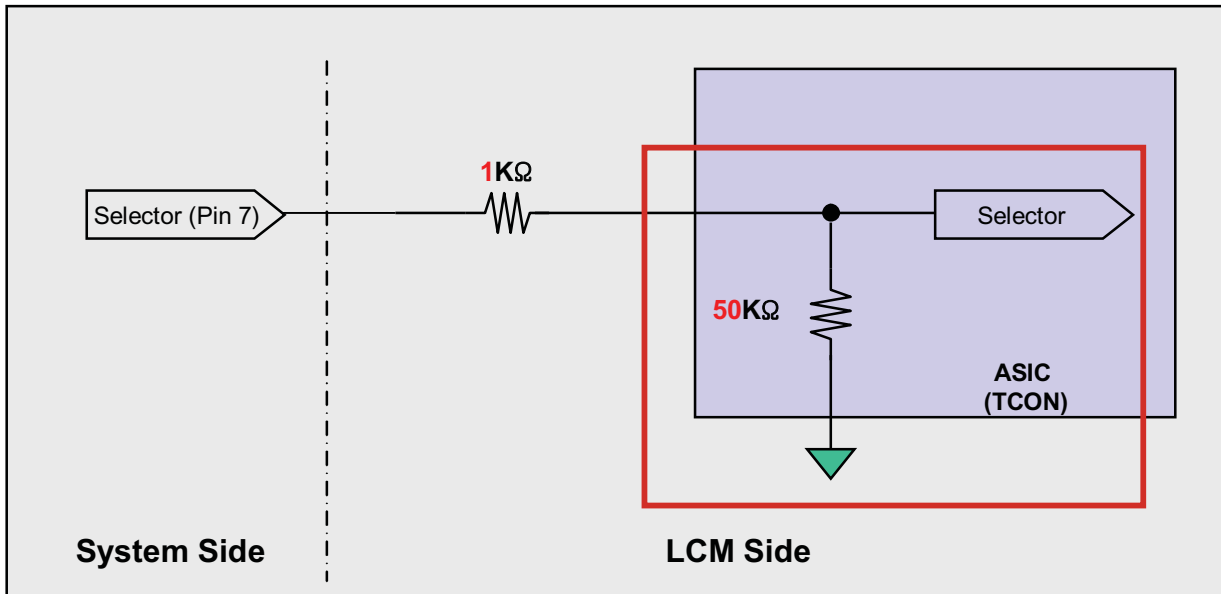 1KΩ
Selector (Pin 7)
Selector
50KΩ
ASIC
(TCON)
System Side
LCM Side